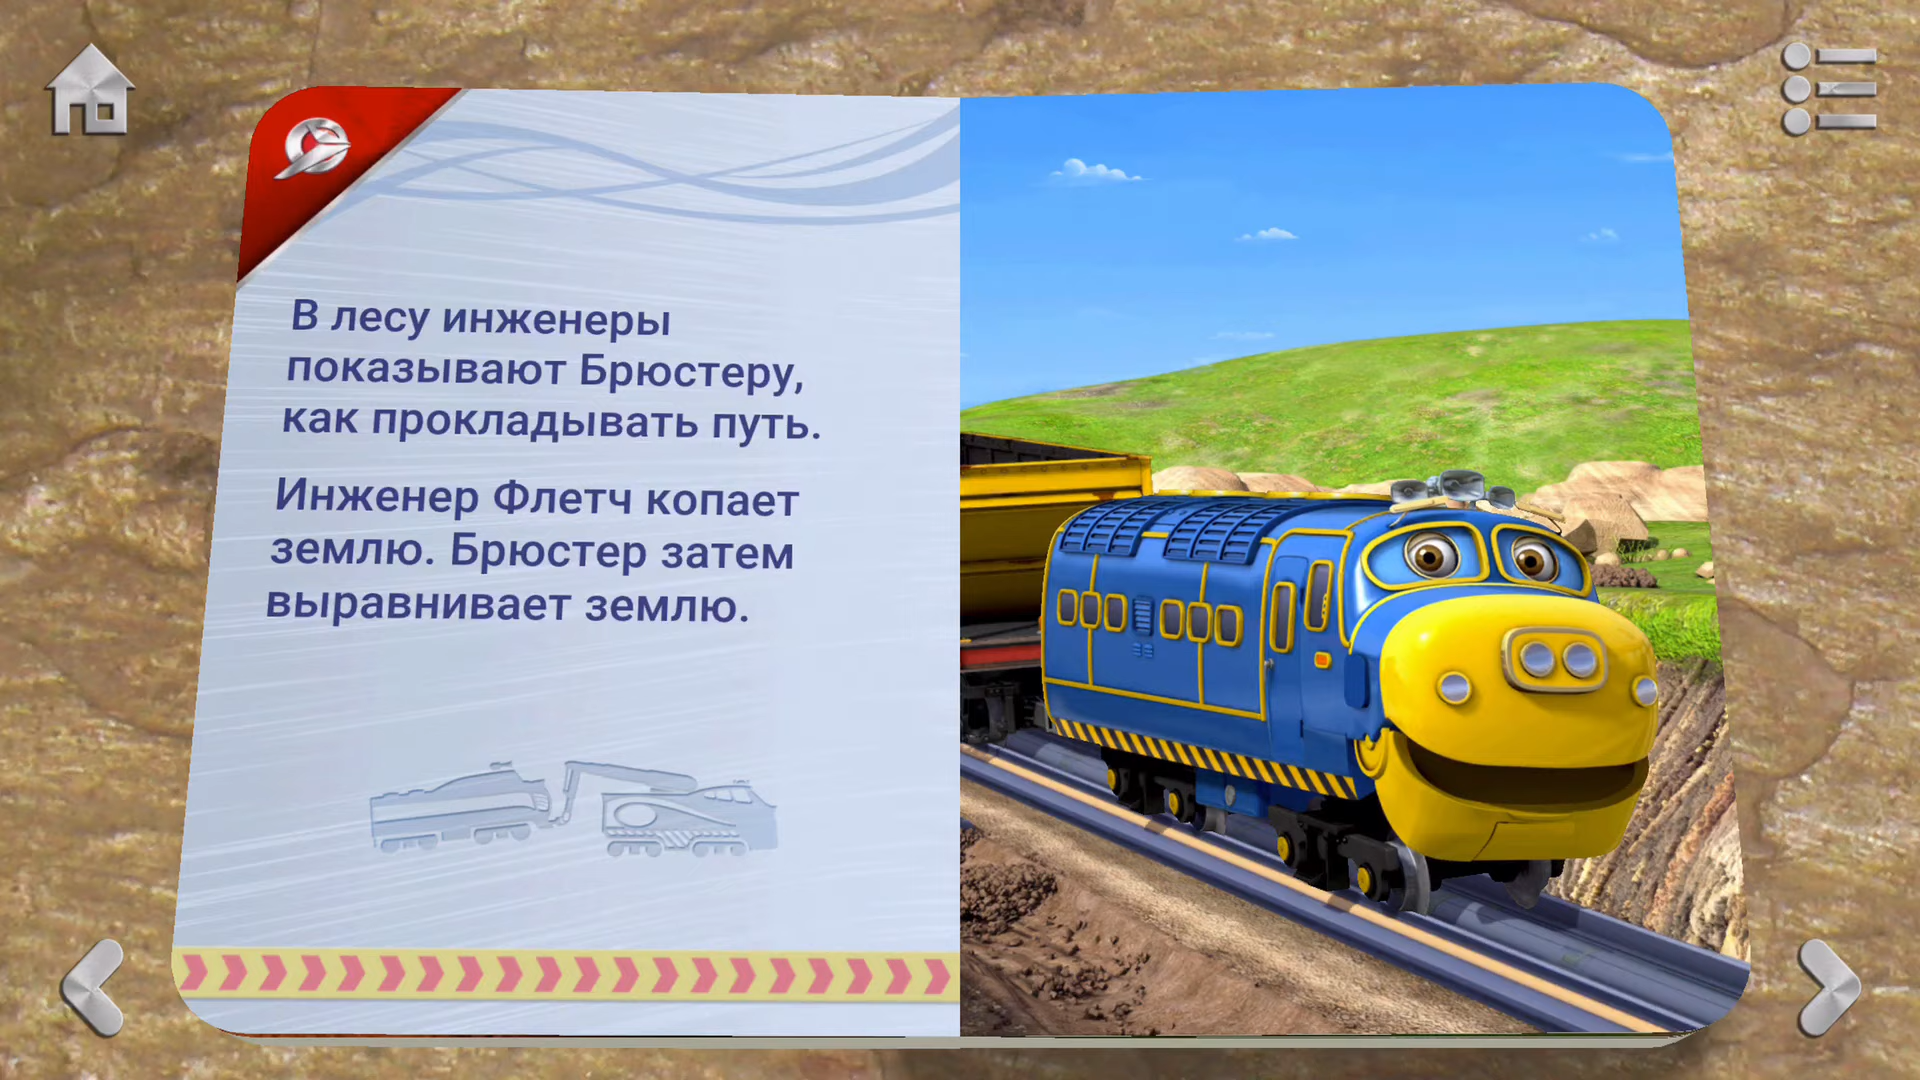 В лесу инженеры
показывают Брюстеру,
как прокладывать путь.
Инженер Флетч копает
землю. Брюстер затем
выравнивает землю.